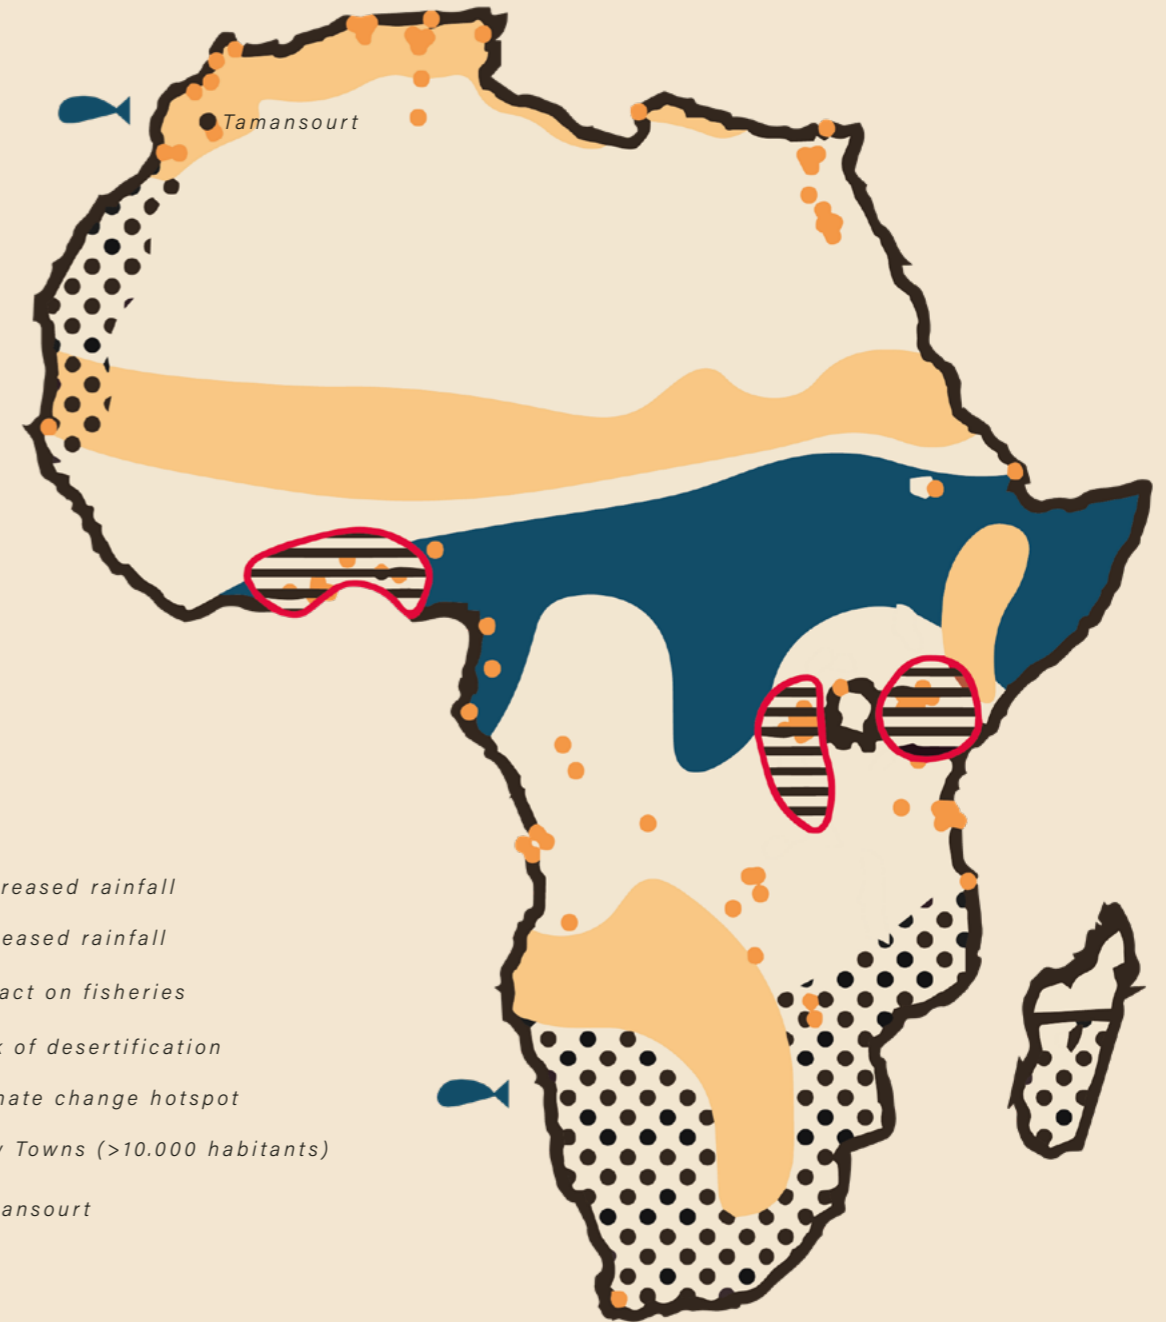 Tamansourt
reased rainfall
eased rainfall
act on fisheries
k of desertification
nate change hotspot
y Towns (>10.000 habitants)
ansourt